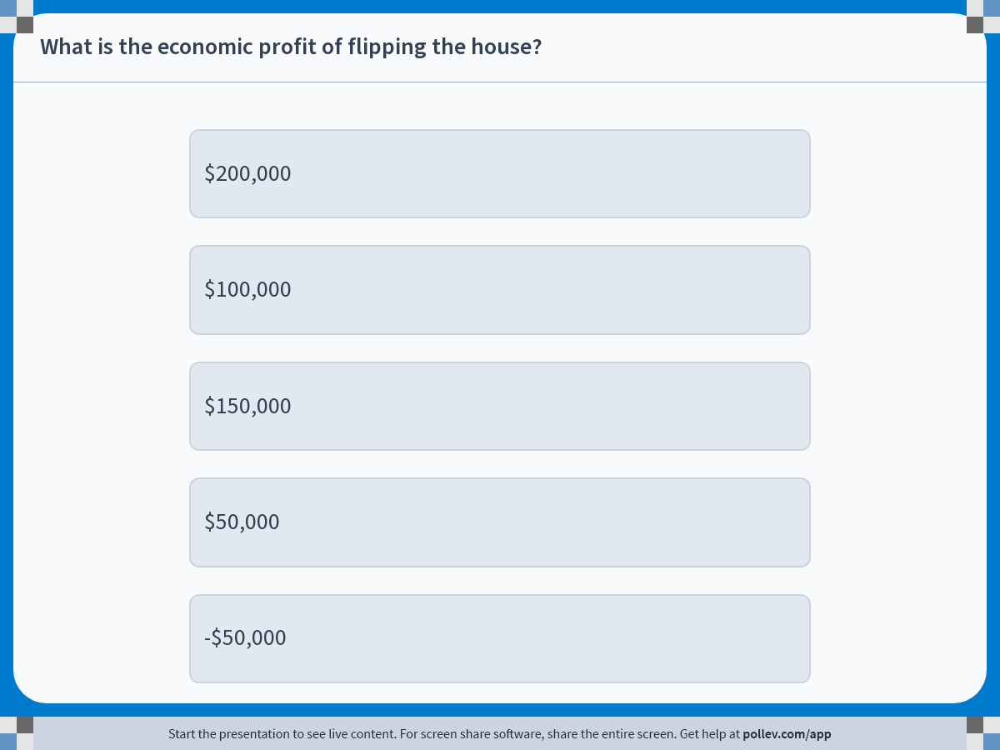 What is the economic profit of flipping the house?
$200,000
$100,000
$150,000
$50,000
-$50,000
Start the presentation to see live content. For screen share software, share the entire screen. Get help at pollev.com/app